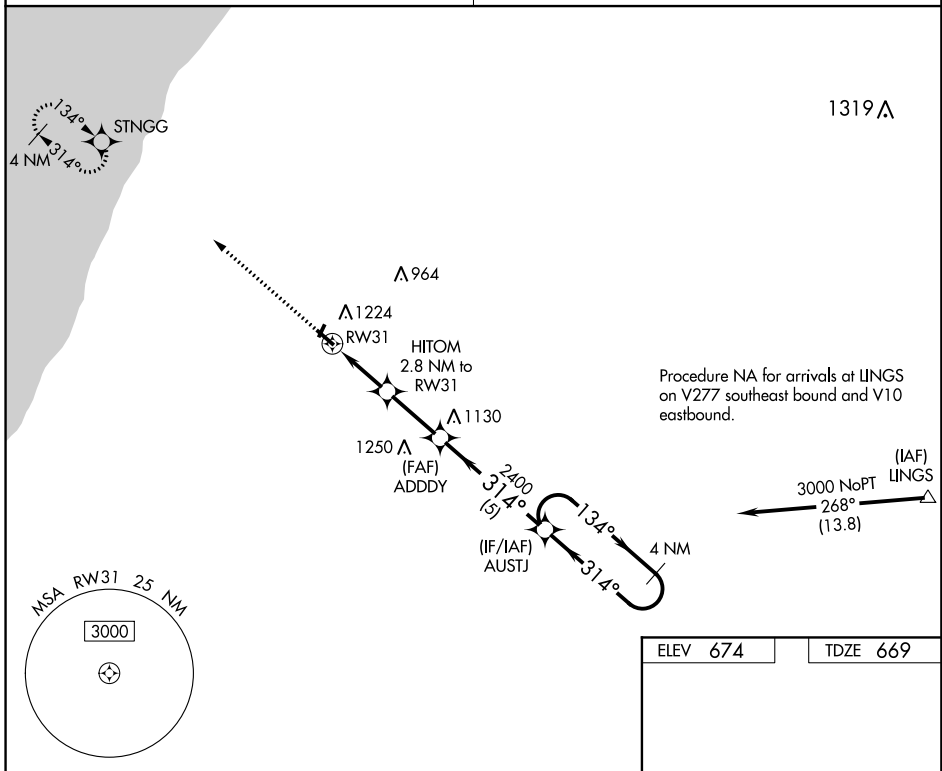 134°
STNGG
4 NM
314°
1319
964
1224
RW31
HITOM
2.8 NM to
RW31
Procedure NA for arrivals at LINGS
on V277 southeast bound and V10
eastbound.
1130
1250
(FAF)
ADDDY
(IAF)
LINGS
3000 NoPT
268°
(13.8)
2400
314°
(5)
134°
4 NM
(IF/IAF)
AUSTJ
314°
MSA RW31 25 NM
3000
ELEV 674
TDZE 669